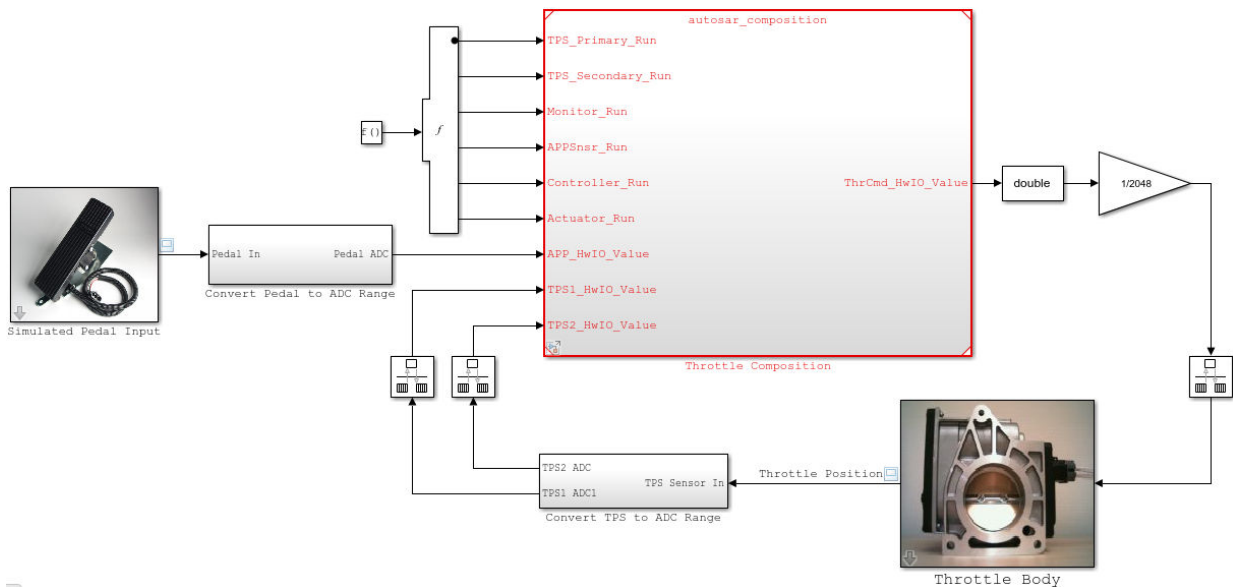 autosar_composition
TPS_Primary_Run
TPS_Secondary_Run
Monitor_Run
f()
f
APPSnsr_Run
Controller_Run
ThrCmd_HwIO_Value
double
1/2048
Actuator_Run
Pedal In
Pedal ADC
APP_HwIO_Value
Convert Pedal to ADC Range
TPS1_HwIO_Value
Simulated Pedal Input
TPS2_HwIO_Value
Throttle Composition
TPS2 ADC
TPS1 ADC1
TPS Sensor In
Throttle Position
Convert TPS to ADC Range
Throttle Body